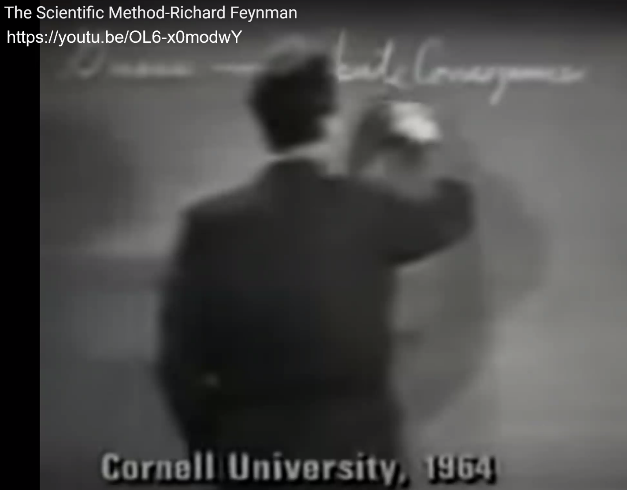 The Scientific Method-Richard Feynman
https://youtu.be/OL6-x0modwY
Cornell University, 1964